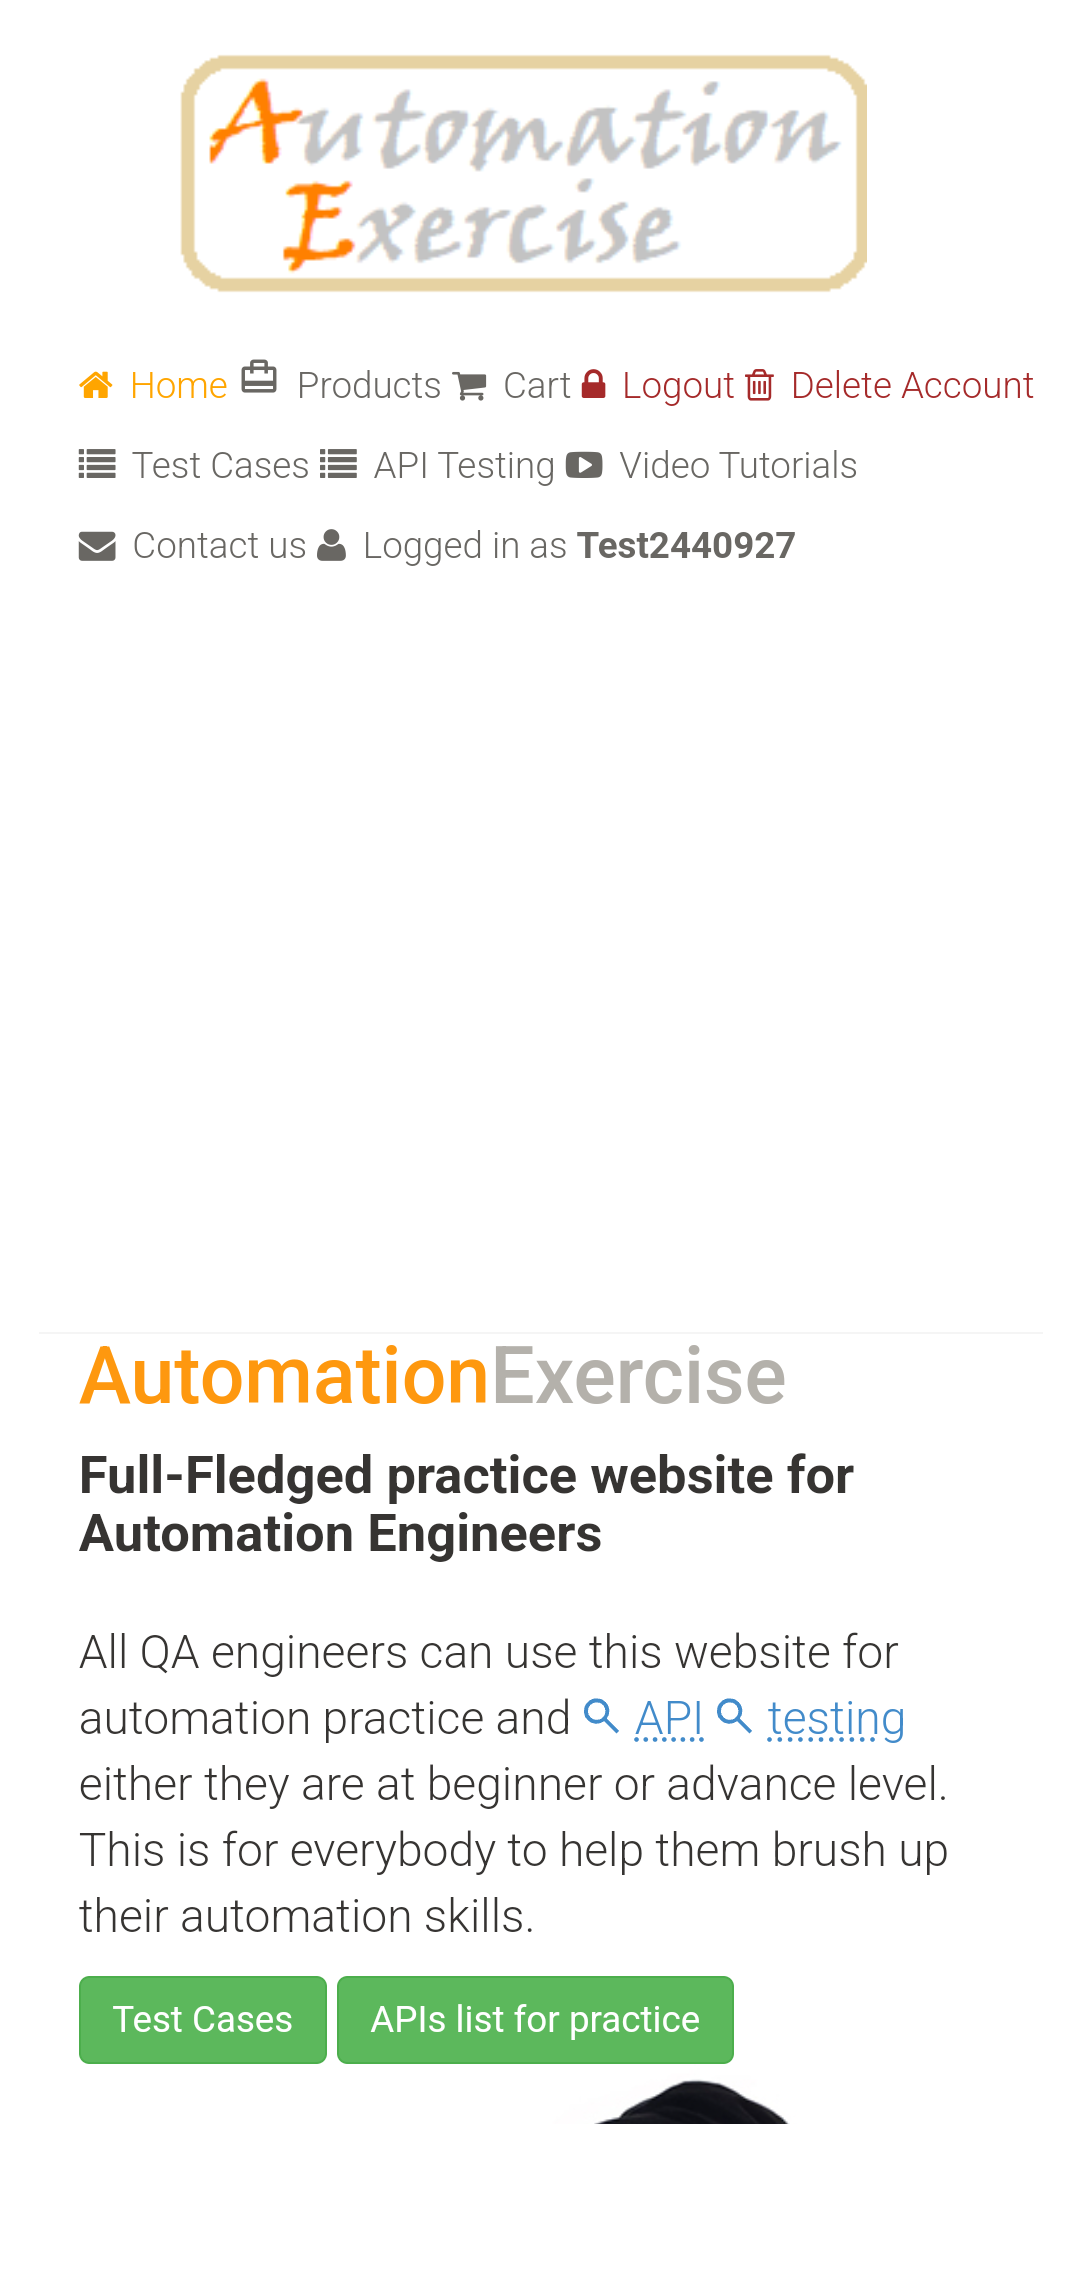 Automation
Exercise
Home Products Cart Logout Delete Account
Test Cases API Testing Video Tutorials
Contact us Logged in as Test2440927
AutomationExercise
Full-Fledged practice website for
Automation Engineers
All QA engineers can use this website for
automation practice and API testing
either they are at beginner or advance level.
This is for everybody to help them brush up
their automation skills.
Test Cases APIs list for practice